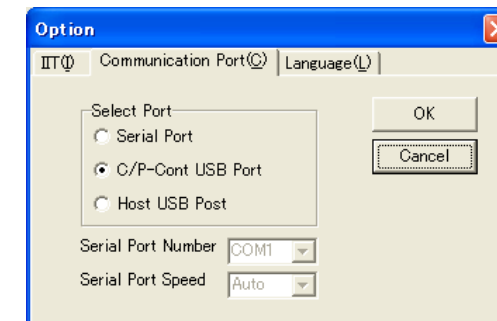 Option
IIT(I) Communication Port(C) Language(L)
Select Port
Serial Port
C/P-Cont USB Port
Host USB Post
OK
Cancel
Serial Port Number COM1
Serial Port Speed Auto